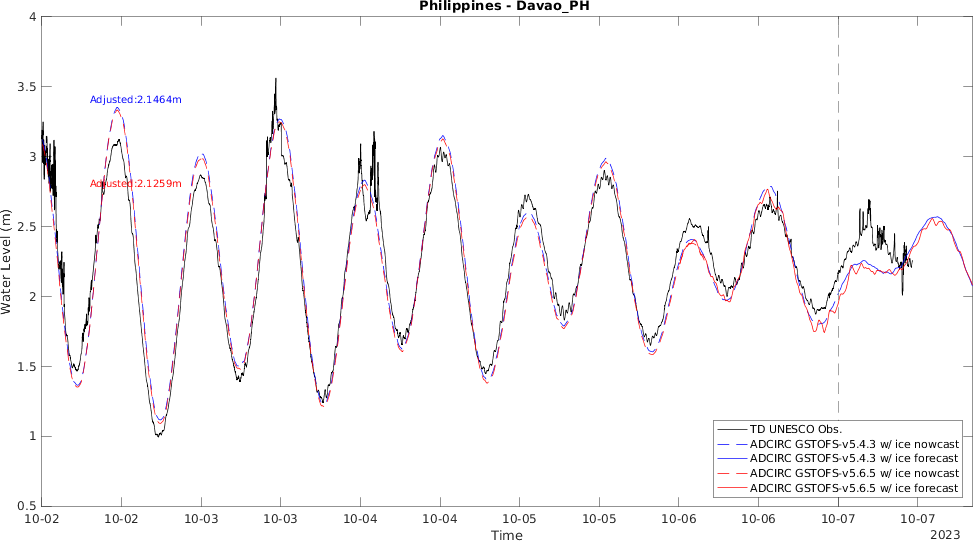 Philippines - Davao_PH
4
3.5
3
2.5
2
1.5
1
0.5
Water Level (m)
Adjusted:2.1464m
Adjusted:2.1259m
TD UNESCO Obs.
ADCIRC GSTOFS-v5.4.3 w/ ice nowcast
ADCIRC GSTOFS-v5.4.3 w/ ice forecast
ADCIRC GSTOFS-v5.6.5 w/ ice nowcast
ADCIRC GSTOFS-v5.6.5 w/ ice forecast
10-02 10-02 10-03 10-03 10-04 10-04 10-05 10-05 10-06 10-06 10-07 10-07
Time
2023